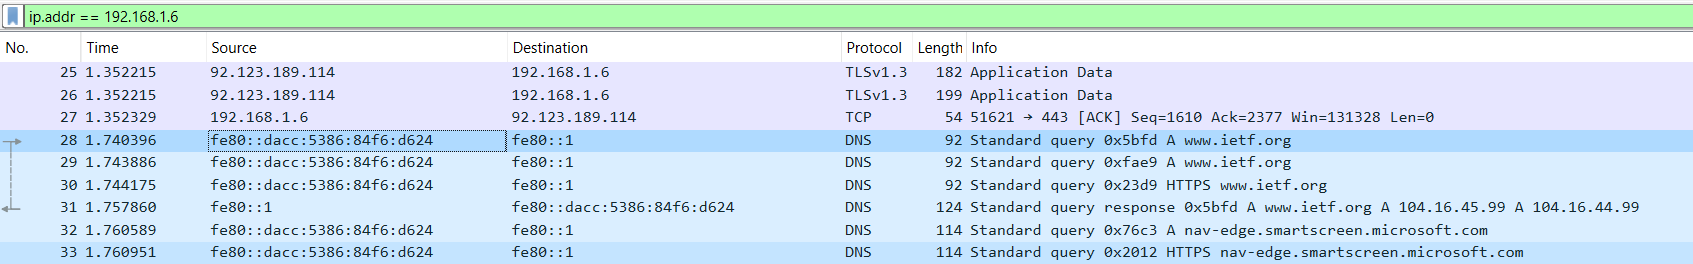 ip.addr == 192.168.1.6
No. Time Source Destination Protocol Length Info
25 1.352215 92.123.189.114 192.168.1.6 TLSv1.3 182 Application Data
26 1.352215 92.123.189.114 192.168.1.6 TLSv1.3 199 Application Data
27 1.352329 192.168.1.6 92.123.189.114 TCP 54 51621 → 443 [ACK] Seq=1610 Ack=2377 Win=131328 Len=0
28 1.740396 fe80::dacc:5386:84f6:d624 fe80::1 DNS 92 Standard query 0x5bfd A www.ietf.org
29 1.743886 fe80::dacc:5386:84f6:d624 fe80::1 DNS 92 Standard query 0xfae9 A www.ietf.org
30 1.744175 fe80::dacc:5386:84f6:d624 fe80::1 DNS 92 Standard query 0x23d9 HTTPS www.ietf.org
31 1.757860 fe80::1 fe80::dacc:5386:84f6:d624 DNS 124 Standard query response 0x5bfd A www.ietf.org A 104.16.45.99 A 104.16.44.99
32 1.760589 fe80::dacc:5386:84f6:d624 fe80::1 DNS 114 Standard query 0x76c3 A nav-edge.smartscreen.microsoft.com
33 1.760951 fe80::dacc:5386:84f6:d624 fe80::1 DNS 114 Standard query 0x2012 HTTPS nav-edge.smartscreen.microsoft.com